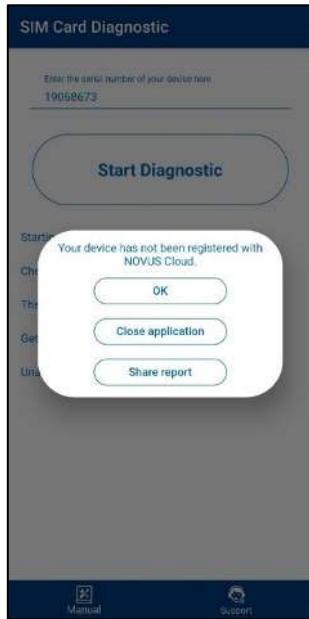 SIM Card Diagnostic
Enter the serial number of your device here
19068673
Start Diagnostic
Your device has not been registered with
NOVUS Cloud.
OK
Close application
Share report
Manual
Support